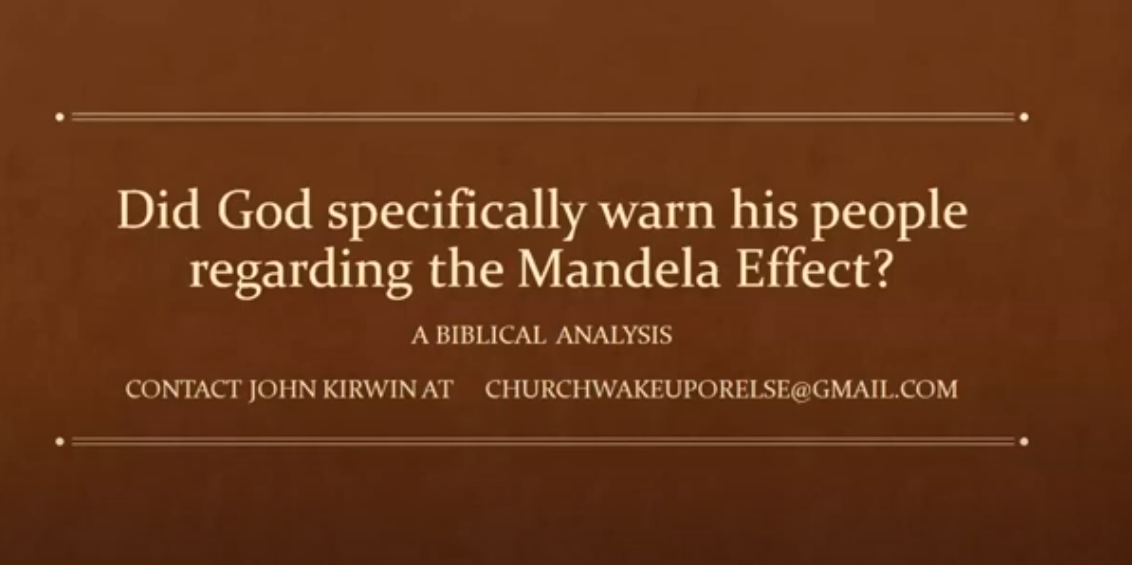 Did God specifically warn his people
regarding the Mandela Effect?
A BIBLICAL ANALYSIS
CONTACT JOHN KIRWIN AT CHURCHWAKEUPORELSE@GMAIL.COM